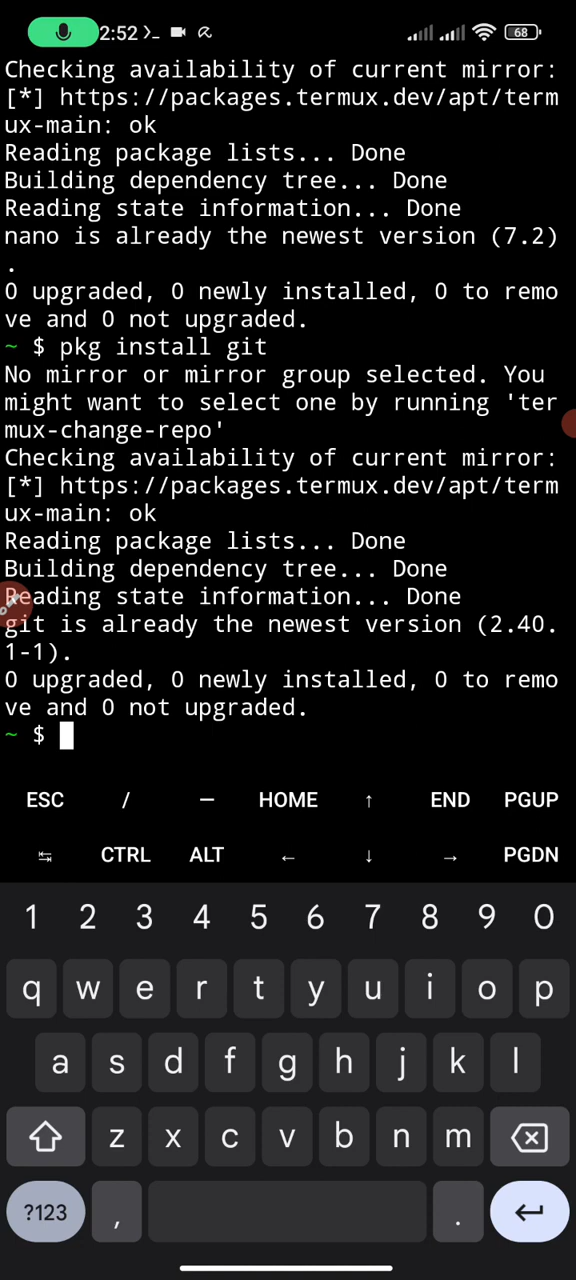 2:52 68
Checking availability of current mirror:
[*] https://packages.termux.dev/apt/term
ux-main: ok
Reading package lists... Done
Building dependency tree... Done
Reading state information... Done
nano is already the newest version (7.2)
.
0 upgraded, 0 newly installed, 0 to remo
ve and 0 not upgraded.
~ $ pkg install git
No mirror or mirror group selected. You
might want to select one by running 'ter
mux-change-repo'
Checking availability of current mirror:
[*] https://packages.termux.dev/apt/term
ux-main: ok
Reading package lists... Done
Building dependency tree... Done
Reading state information... Done
git is already the newest version (2.40.
1-1).
0 upgraded, 0 newly installed, 0 to remo
ve and 0 not upgraded.
~ $
ESC / — HOME ↑ END PGUP
↹ CTRL ALT ← ↓ → PGDN
1 2 3 4 5 6 7 8 9 0
q w e r t y u i o p
a s d f g h j k l
z x c v b n m
?123 , .